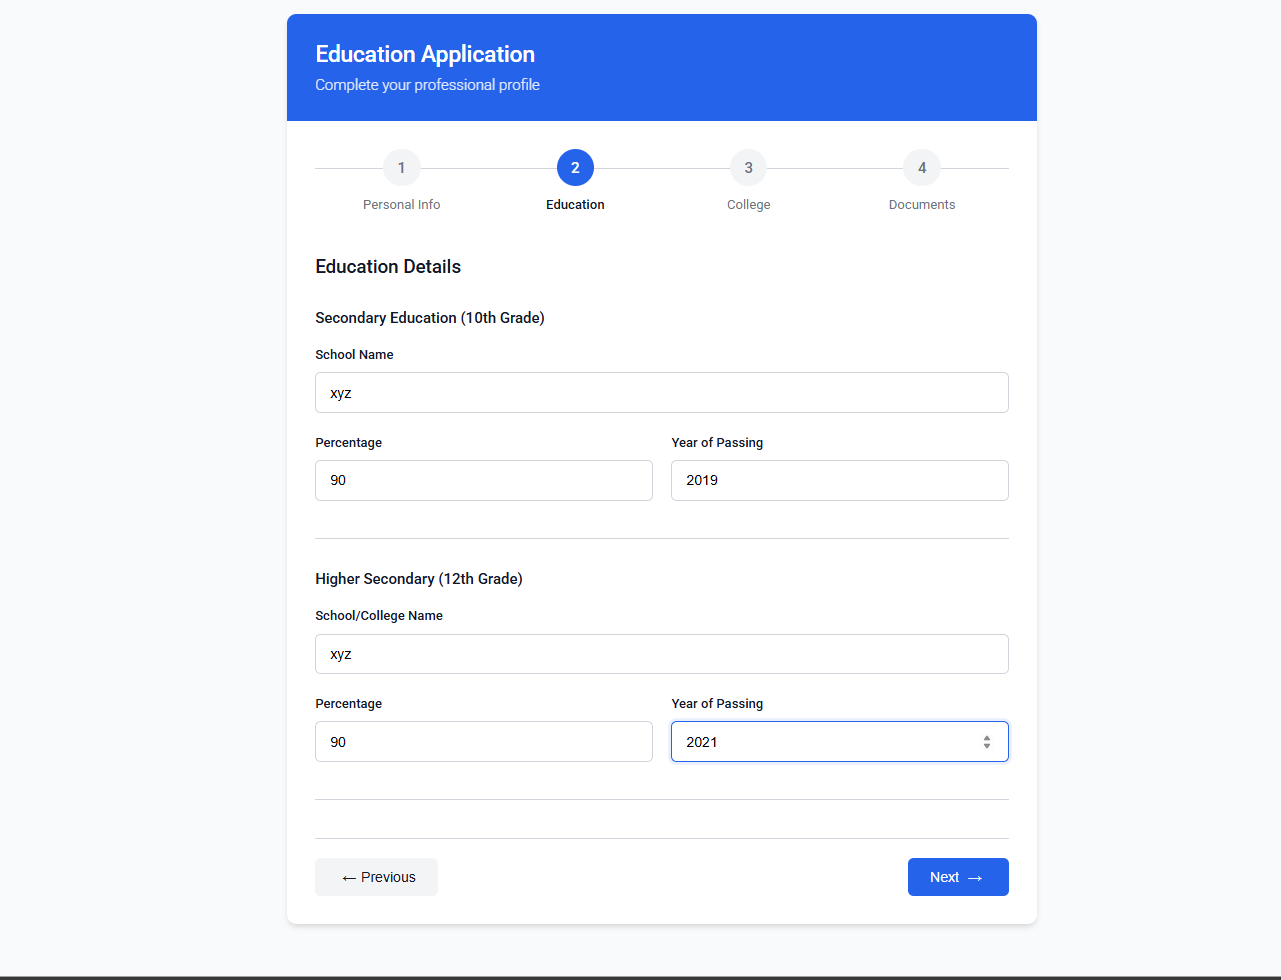 Education Application
Complete your professional profile
1 2 3 4
Personal Info Education College Documents
Education Details
Secondary Education (10th Grade)
School Name
xyz
Percentage Year of Passing
90 2019
Higher Secondary (12th Grade)
School/College Name
xyz
Percentage Year of Passing
90 2021
← Previous Next →